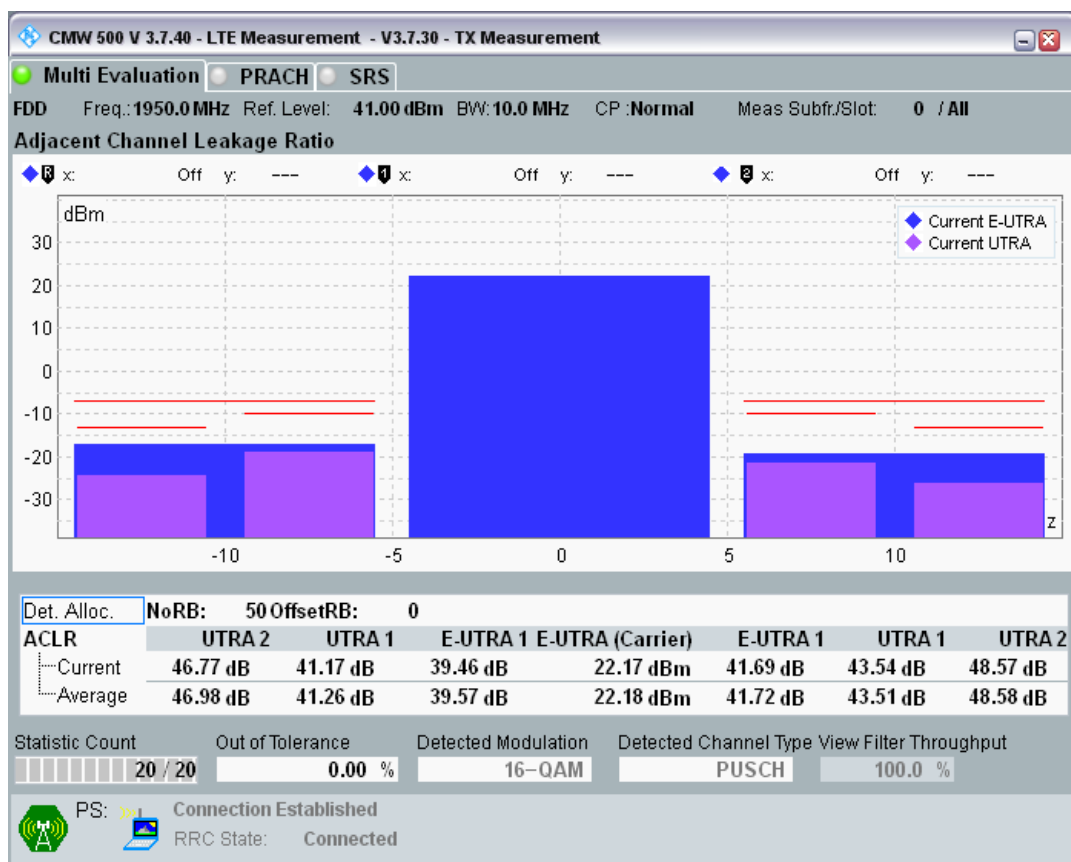 CMW 500 V 3.7.40 - LTE Measurement - V3.7.30 - TX Measurement
Multi Evaluation PRACH SRS
FDD Freq.: 1950.0 MHz Ref. Level: 41.00 dBm BW: 10.0 MHz CP :Normal Meas Subfr./Slot: 0 / All
Adjacent Channel Leakage Ratio
R x: Off y: --- 1 x: Off y: --- 2 x: Off y: ---
dBm
Current E-UTRA
Current UTRA
30
20
10
0
-10
-20
-30
z
-10 -5 0 5 10
Det. Alloc. NoRB: 50 OffsetRB: 0
ACLR UTRA 2 UTRA 1 E-UTRA 1 E-UTRA (Carrier) E-UTRA 1 UTRA 1 UTRA 2
Current 46.77 dB 41.17 dB 39.46 dB 22.17 dBm 41.69 dB 43.54 dB 48.57 dB
Average 46.98 dB 41.26 dB 39.57 dB 22.18 dBm 41.72 dB 43.51 dB 48.58 dB
Statistic Count Out of Tolerance Detected Modulation Detected Channel Type View Filter Throughput
20 / 20 0.00 % 16-QAM PUSCH 100.0 %
PS: Connection Established
RRC State: Connected